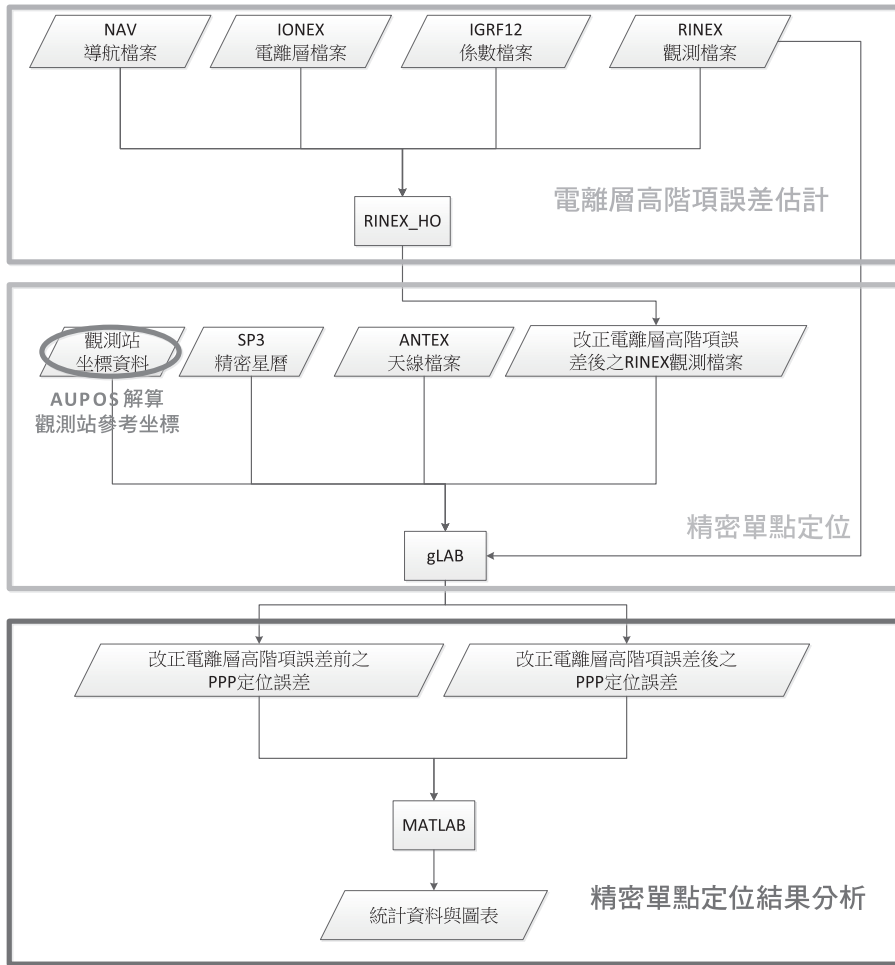 NAV
導航檔案
IONEX
電離層檔案
IGRF12
係數檔案
RINEX
觀測檔案
電離層高階項誤差估計
RINEX_HO
觀測站
坐標資料
SP3
精密星曆
ANTEX
天線檔案
改正電離層高階項誤
差後之RINEX觀測檔案
AUPOS 解算
觀測站參考坐標
精密單點定位
gLAB
改正電離層高階項誤差前之
PPP定位誤差
改正電離層高階項誤差後之
PPP定位誤差
MATLAB
精密單點定位結果分析
統計資料與圖表